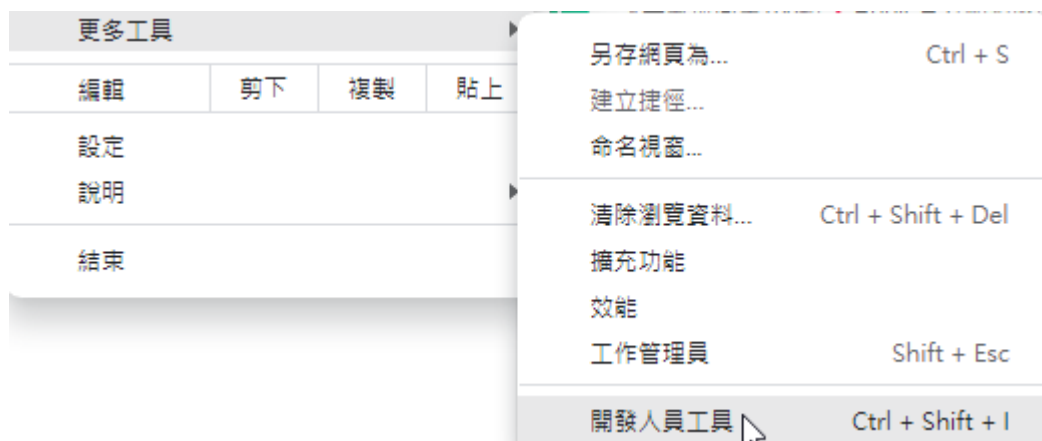 更多工具
編輯 剪下 複製 貼上
設定
說明
結束
另存網頁為... Ctrl + S
建立捷徑...
命名視窗...
清除瀏覽資料... Ctrl + Shift + Del
擴充功能
效能
工作管理員 Shift + Esc
開發人員工具 Ctrl + Shift + I